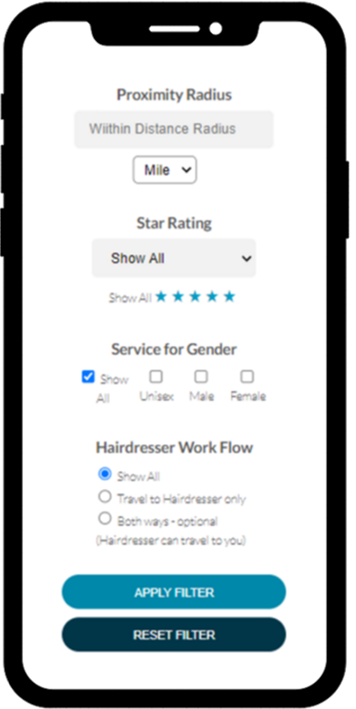 Proximity Radius
Wiithin Distance Radius
Mile
Star Rating
Show All
Show All ★ ★ ★ ★ ★
Service for Gender
Show All
Unisex
Male
Female
Hairdresser Work Flow
Show All
Travel to Hairdresser only
Both ways - optional
(Hairdresser can travel to you)
APPLY FILTER
RESET FILTER